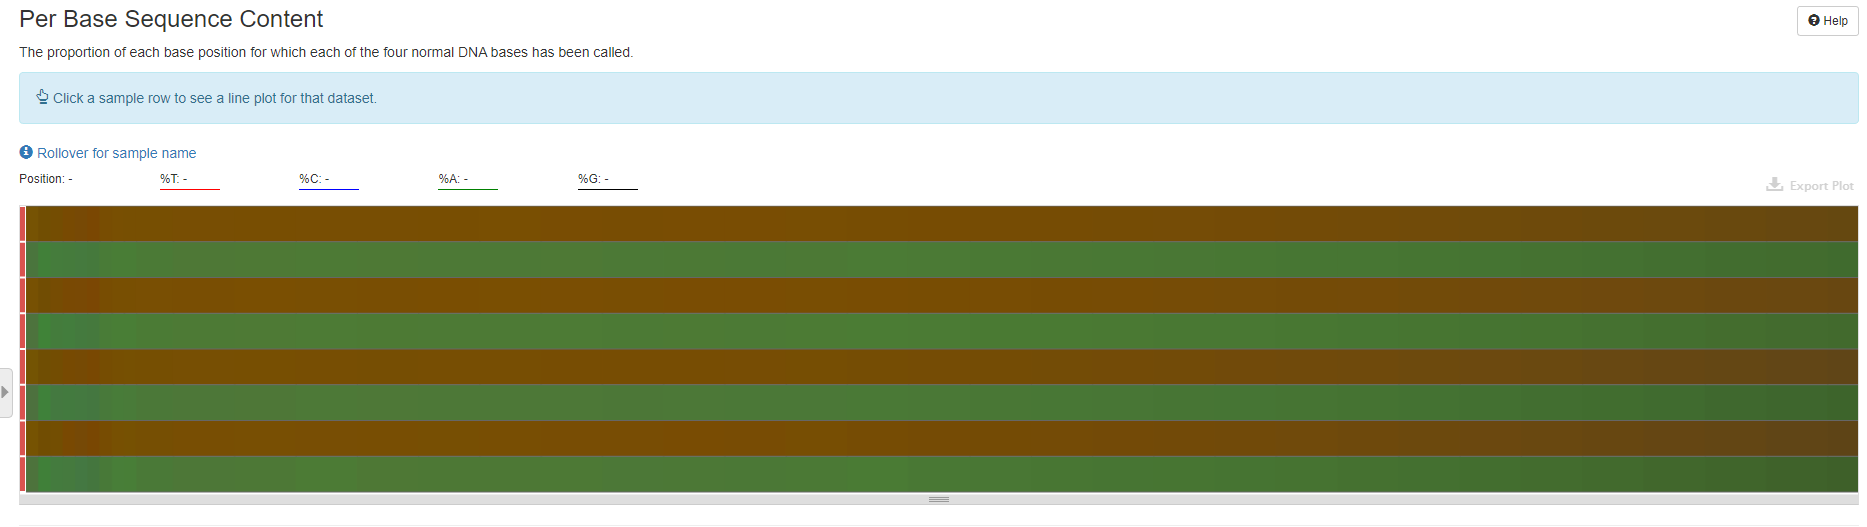 Per Base Sequence Content
Help
The proportion of each base position for which each of the four normal DNA bases has been called.
Click a sample row to see a line plot for that dataset.
Rollover for sample name
Position: - %T: - %C: - %A: - %G: -
Export Plot